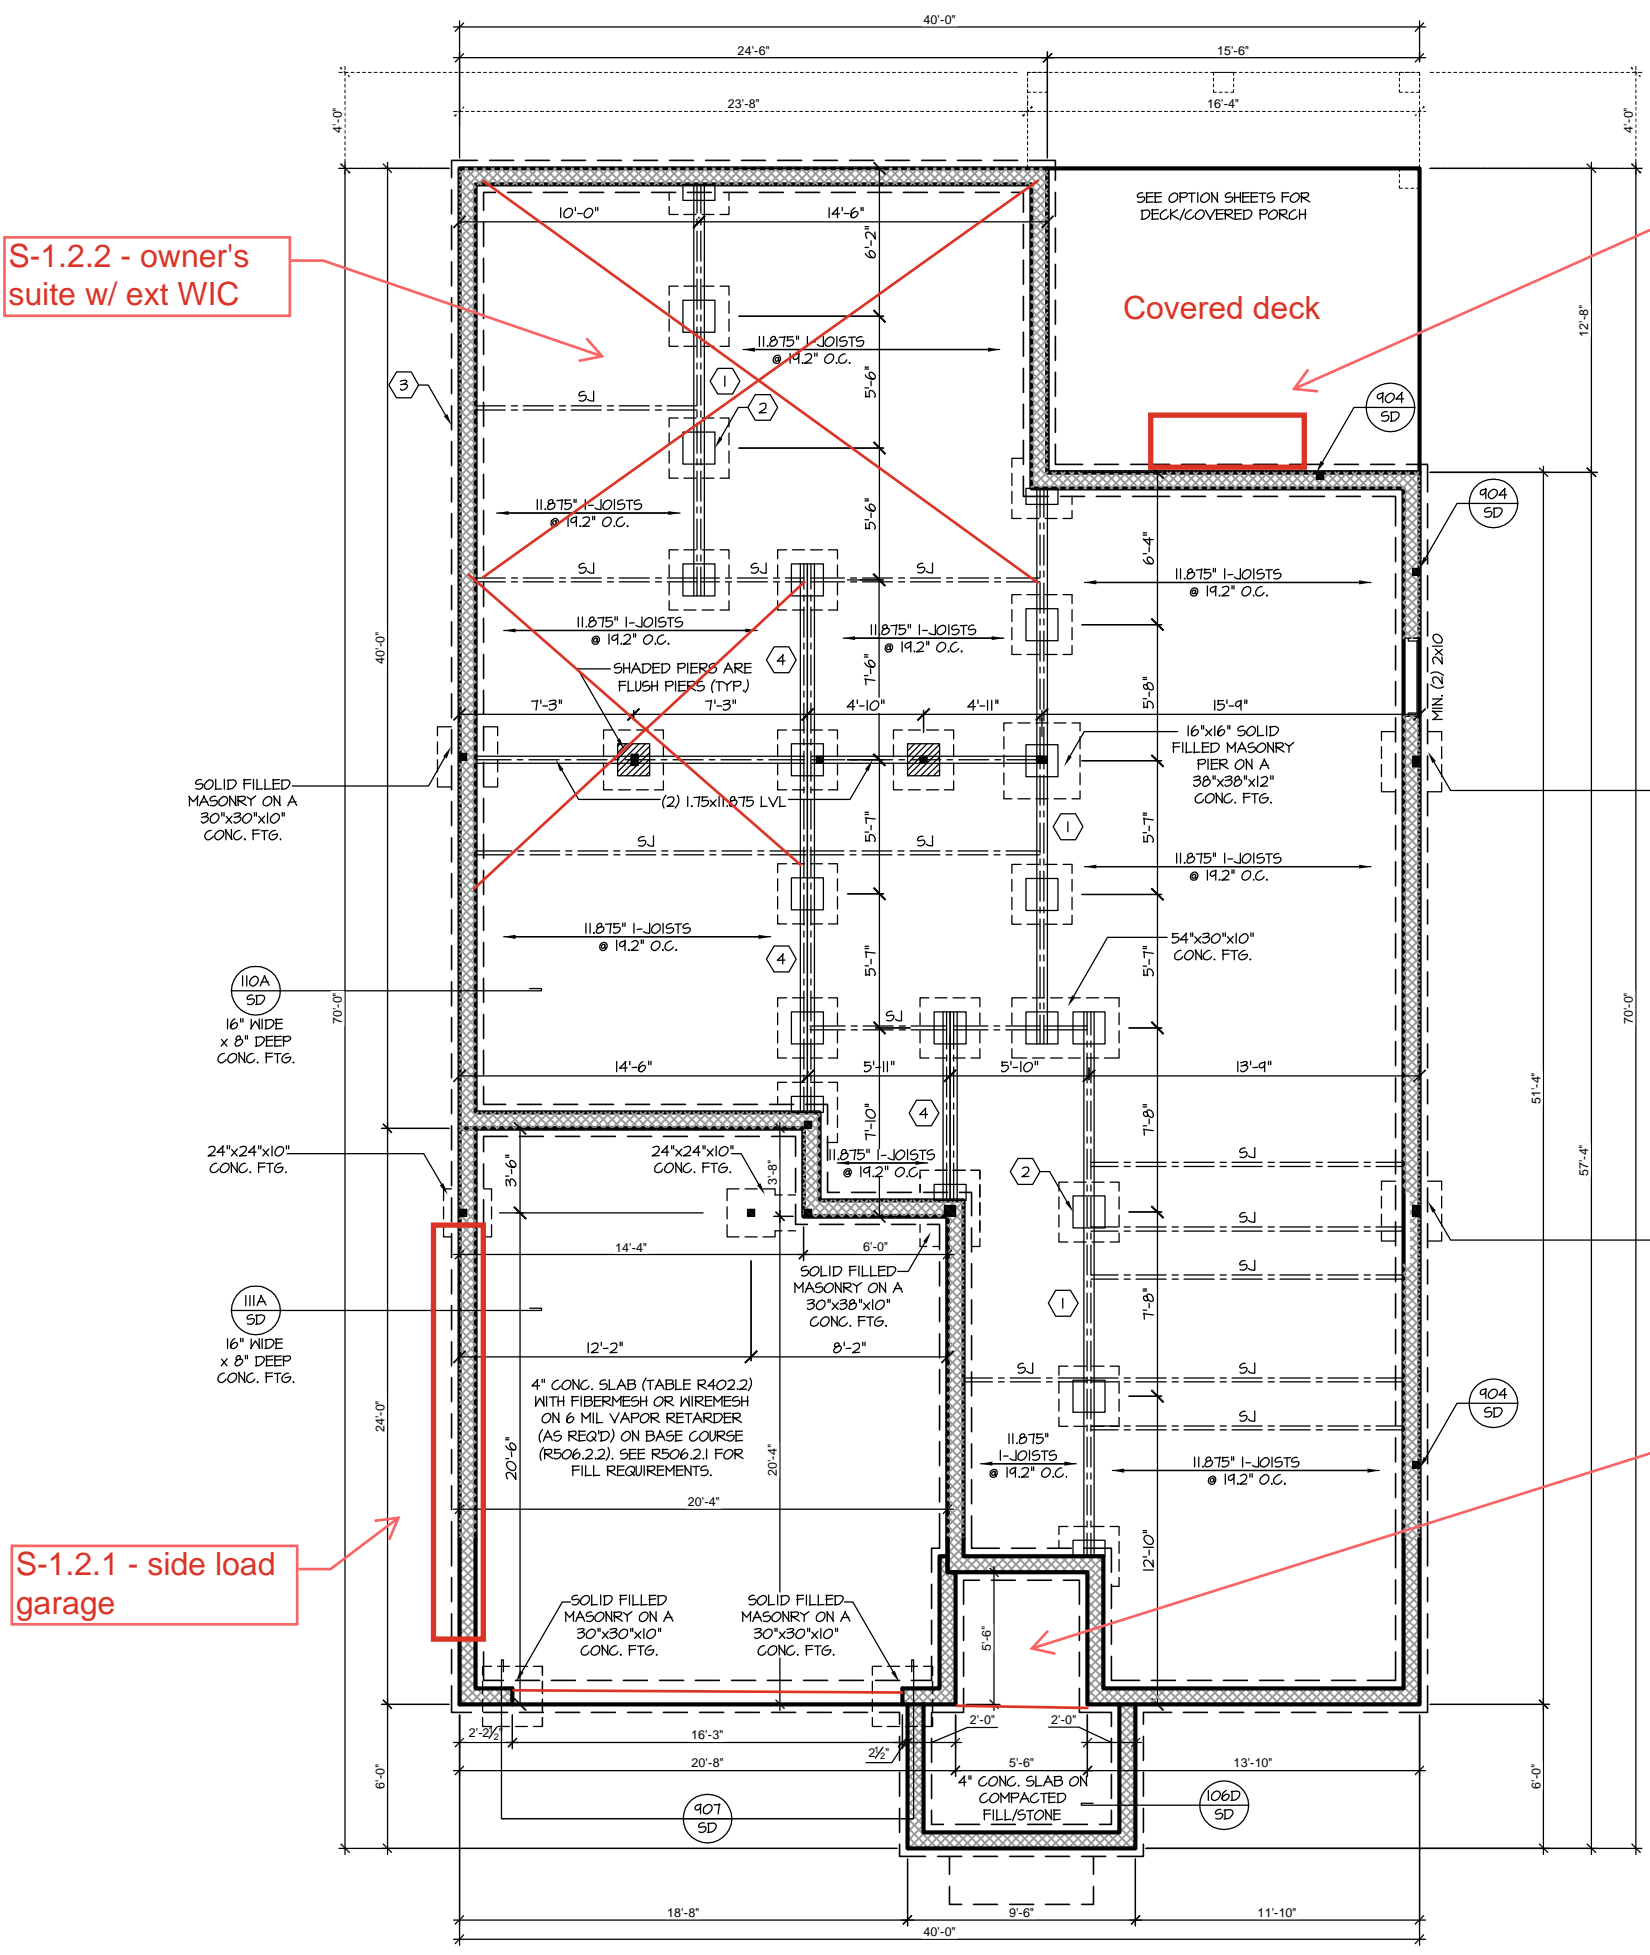 40'-0"
24'-6"
15'-6"
23'-8"
16'-4"
4'-0"
4'-0"
SEE OPTION SHEETS FOR
DECK/COVERED PORCH
10'-0"
14'-6"
6'-2"
S-1.2.2 - owner's
suite w/ ext WIC
Covered deck
12'-8"
11.875" I-JOISTS
@ 19.2" O.C.
5'-6"
3
1
2
SJ
904
SD
904
SD
11.875" I-JOISTS
@ 19.2" O.C.
5'-6"
6'-4"
SJ
SJ
SJ
11.875" I-JOISTS
@ 19.2" O.C.
11.875" I-JOISTS
@ 19.2" O.C.
11.875" I-JOISTS
@ 19.2" O.C.
40'-0"
4
7'-6"
SHADED PIERS ARE
FLUSH PIERS (TYP.)
5'-8"
MIN. (2) 2x10
7'-3"
7'-3"
4'-10"
4'-11"
15'-9"
16"x16" SOLID
FILLED MASONRY
PIER ON A
38"x38"x12"
CONC. FTG.
SOLID FILLED
MASONRY ON A
30"x30"x10"
CONC. FTG.
(2) 1.75x11.875 LVL
5'-7"
1
5'-7"
SJ
SJ
11.875" I-JOISTS
@ 19.2" O.C.
11.875" I-JOISTS
@ 19.2" O.C.
4
5'-7"
54"x30"x10"
CONC. FTG.
5'-7"
110A
SD
16" WIDE
x 8" DEEP
CONC. FTG.
70'-0"
70'-0"
SJ
14'-6"
5'-11"
5'-10"
13'-9"
51'-4"
4
7'-10"
7'-8"
24"x24"x10"
CONC. FTG.
3'-6"
24"x24"x10"
CONC. FTG.
3'-8"
11.875" I-JOISTS
@ 19.2" O.C.
2
SJ
57'-4"
SJ
14'-4"
6'-0"
SJ
SOLID FILLED
MASONRY ON A
30"x38"x10"
CONC. FTG.
1
7'-8"
111A
SD
16" WIDE
x 8" DEEP
CONC. FTG.
12'-2"
8'-2"
SJ
SJ
4" CONC. SLAB (TABLE R402.2)
WITH FIBERMESH OR WIREMESH
ON 6 MIL VAPOR RETARDER
(AS REQ'D) ON BASE COURSE
(R506.2.2). SEE R506.2.1 FOR
FILL REQUIREMENTS.
24'-0"
20'-6"
20'-4"
904
SD
SJ
11.875"
I-JOISTS
@ 19.2" O.C.
11.875" I-JOISTS
@ 19.2" O.C.
20'-4"
S-1.2.1 - side load
garage
12'-10"
SOLID FILLED
MASONRY ON A
30"x30"x10"
CONC. FTG.
SOLID FILLED
MASONRY ON A
30"x30"x10"
CONC. FTG.
5'-6"
2'-2½"
16'-3"
2½"
2'-0"
2'-0"
20'-8"
5'-6"
13'-10"
6'-0"
6'-0"
4" CONC. SLAB ON
COMPACTED
FILL/STONE
907
SD
106D
SD
18'-8"
9'-6"
11'-10"
40'-0"